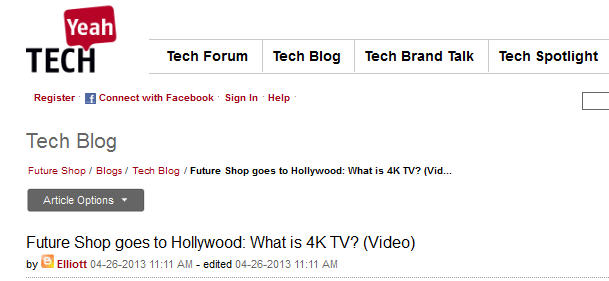 Yeah
TECH
Tech Forum Tech Blog Tech Brand Talk Tech Spotlight
Register · Connect with Facebook · Sign In · Help ·
Tech Blog
Future Shop / Blogs / Tech Blog / Future Shop goes to Hollywood: What is 4K TV? (Vid...
Article Options
Future Shop goes to Hollywood: What is 4K TV? (Video)
by Elliott 04-26-2013 11:11 AM - edited 04-26-2013 11:11 AM